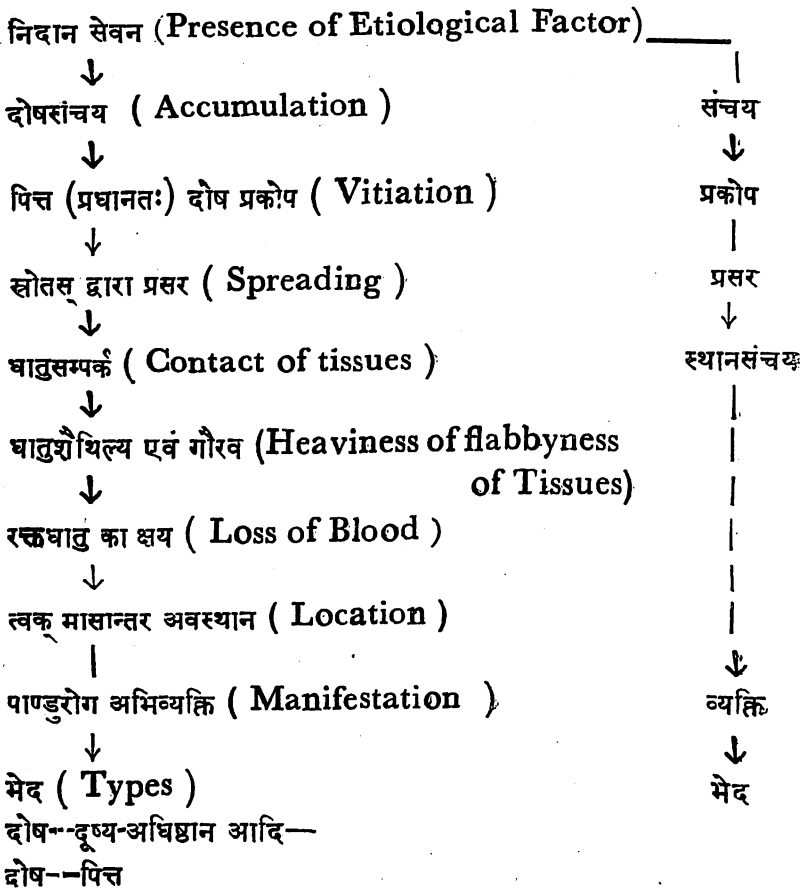 निदान सेवन (Presence of Etiological Factor)
दोषसंचय ( Accumulation ) संचय
पित्त (प्रधानतः) दोष प्रकोप ( Vitiation ) प्रकोप
स्रोतस् द्वारा प्रसर ( Spreading ) प्रसर
धातुसम्पर्क ( Contact of tissues ) स्थानसंचय
धातुशैथिल्य एवं गौरव (Heaviness of flabbyness
of Tissues)
रक्तधातु का क्षय ( Loss of Blood )
त्वक् मासान्तर अवस्थान ( Location )
पाण्डुरोग अभिव्यक्ति ( Manifestation ) व्यक्ति
भेद ( Types ) भेद
दोष---दूष्य-अधिष्ठान आदि—
दोष--पित्त